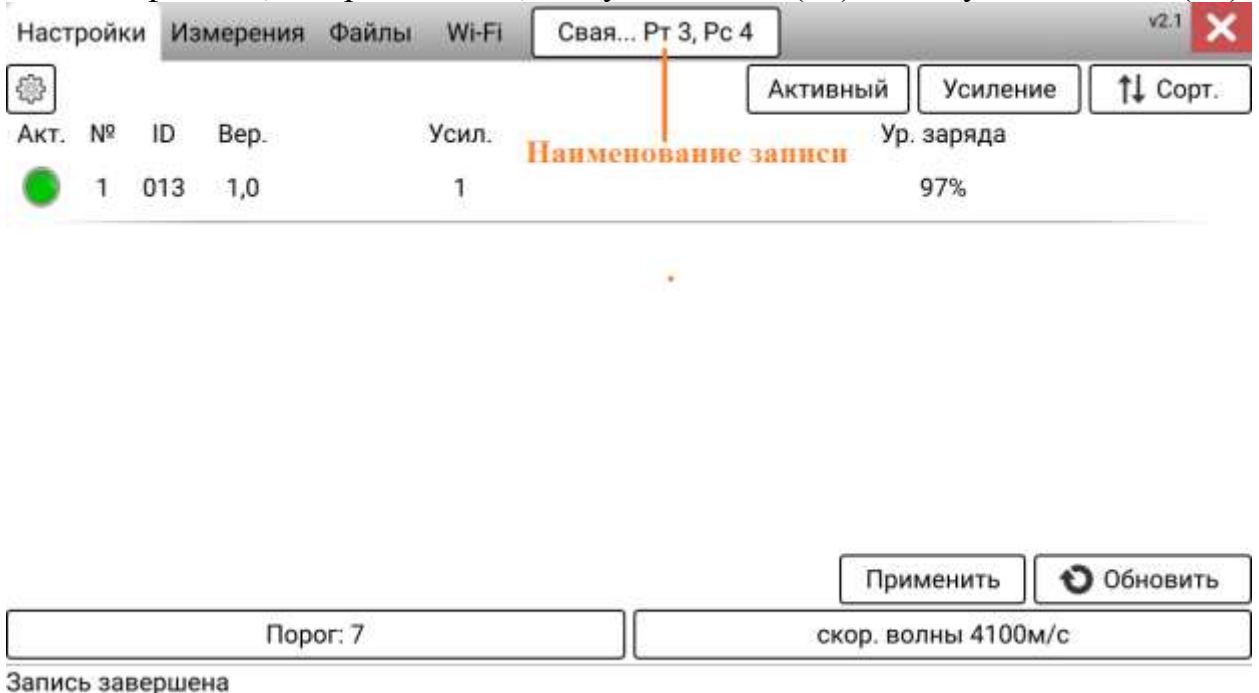 Настройки Измерения Файлы Wi-Fi Свая... Рт 3, Рс 4 v2.1
Активный Усиление Сорт.
Акт. № ID Вер. Усил. Ур. заряда
Наименование записи
1 013 1,0 1 97%
Применить Обновить
Порог: 7 скор. волны 4100м/с
Запись завершена